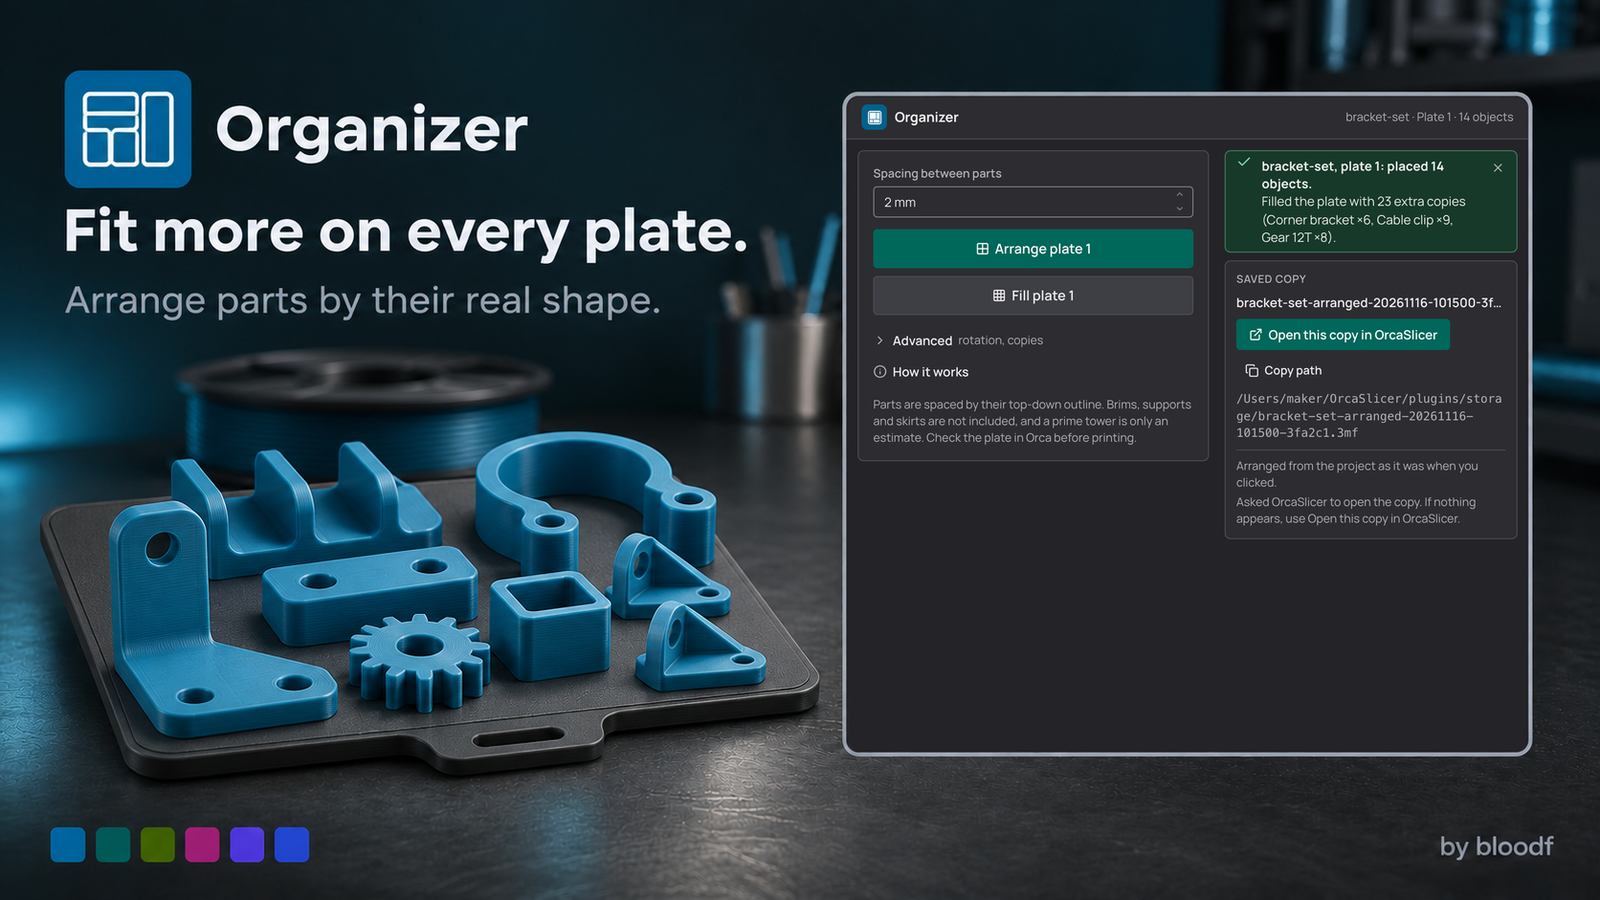 Organizer
Fit more on every plate.
Arrange parts by their real shape.
Organizer
bracket-set · Plate 1 · 14 objects
Spacing between parts
2 mm
Arrange plate 1
Fill plate 1
Advanced rotation, copies
How it works
Parts are spaced by their top-down outline. Brims, supports
and skirts are not included, and a prime tower is only an
estimate. Check the plate in Orca before printing.
bracket-set, plate 1: placed 14
objects.
Filled the plate with 23 extra copies
(Corner bracket ×6, Cable clip ×9,
Gear 12T ×8).
SAVED COPY
bracket-set-arranged-20261116-101500-3f...
Open this copy in OrcaSlicer
Copy path
/Users/maker/OrcaSlicer/plugins/stora
ge/bracket-set-arranged-20261116-
101500-3fa2c1.3mf
Arranged from the project as it was when you
clicked.
Asked OrcaSlicer to open the copy. If nothing
appears, use Open this copy in OrcaSlicer.
by bloodf